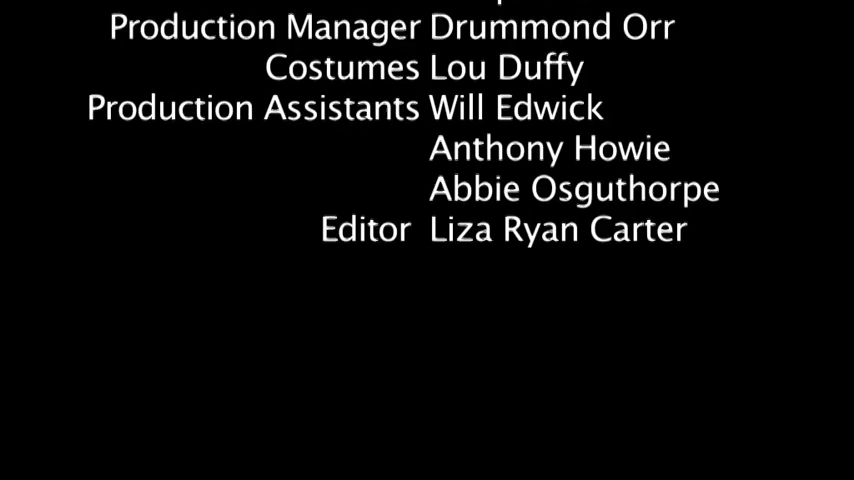 Production Manager Drummond Orr
Costumes Lou Duffy
Production Assistants Will Edwick
Anthony Howie
Abbie Osguthorpe
Editor Liza Ryan Carter